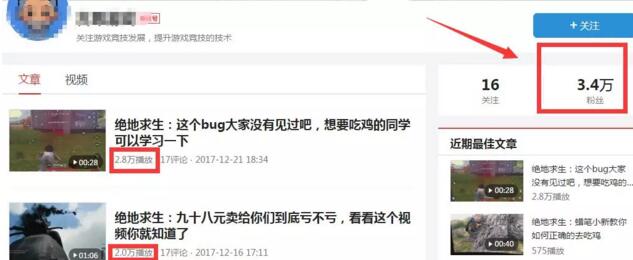 关注游戏竞技发展，提升游戏竞技的技术
+ 关注
文章
视频
16
关注
3.4万
粉丝
绝地求生：这个bug大家没有见过吧，想要吃鸡的同学
可以学习一下
00:28
2.8万播放 · 17评论 · 2017-12-21 18:34
绝地求生：九十八元卖给你们到底亏不亏，看看这个视
频你就知道了
01:06
2.0万播放 · 17评论 · 2017-12-16 17:11
近期最佳文章
绝地求生：这个bug
大家没有见过吧，想
要吃鸡的...
00:28
2.8万播放
绝地求生：蜡笔小新教你
如何正确的去吃鸡
00:40
575播放